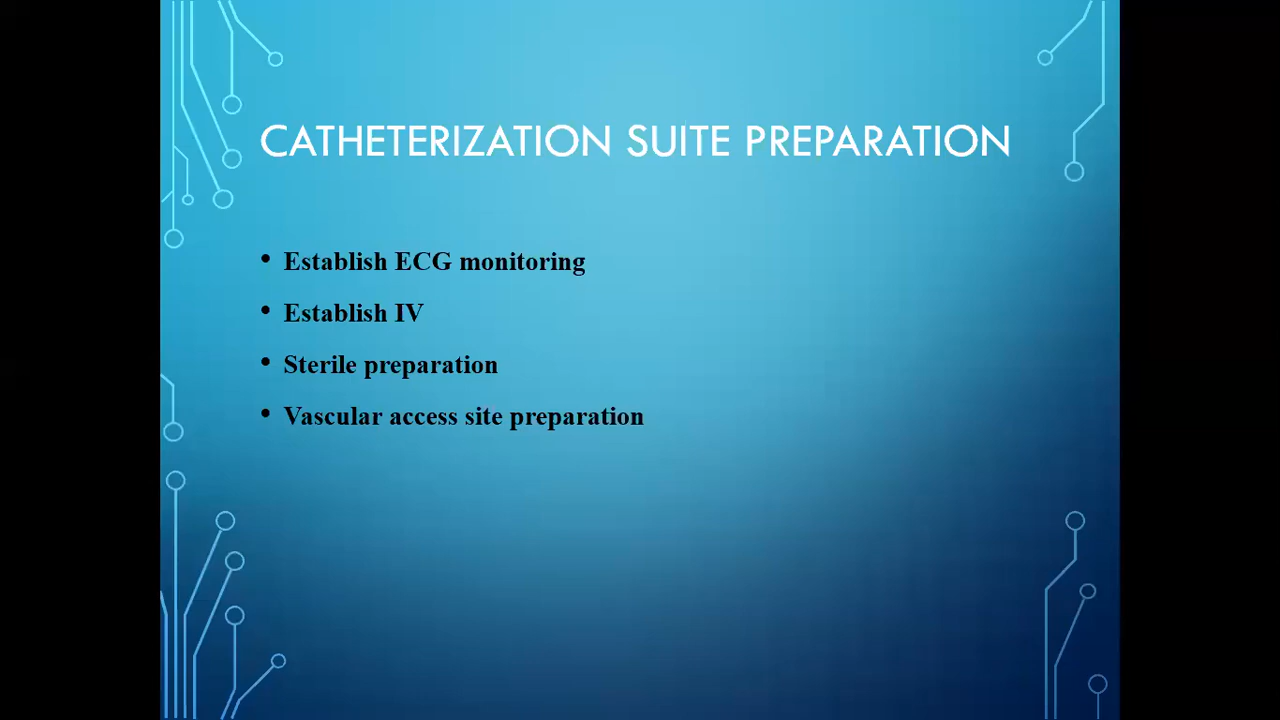 CATHETERIZATION SUITE PREPARATION
• Establish ECG monitoring
• Establish IV
• Sterile preparation
• Vascular access site preparation